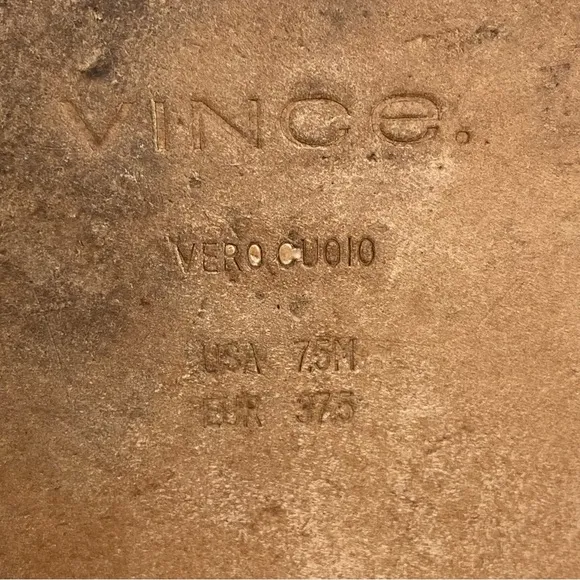 VINCe.
VERO CUOIO
USA 7.5M
EUR 37.5